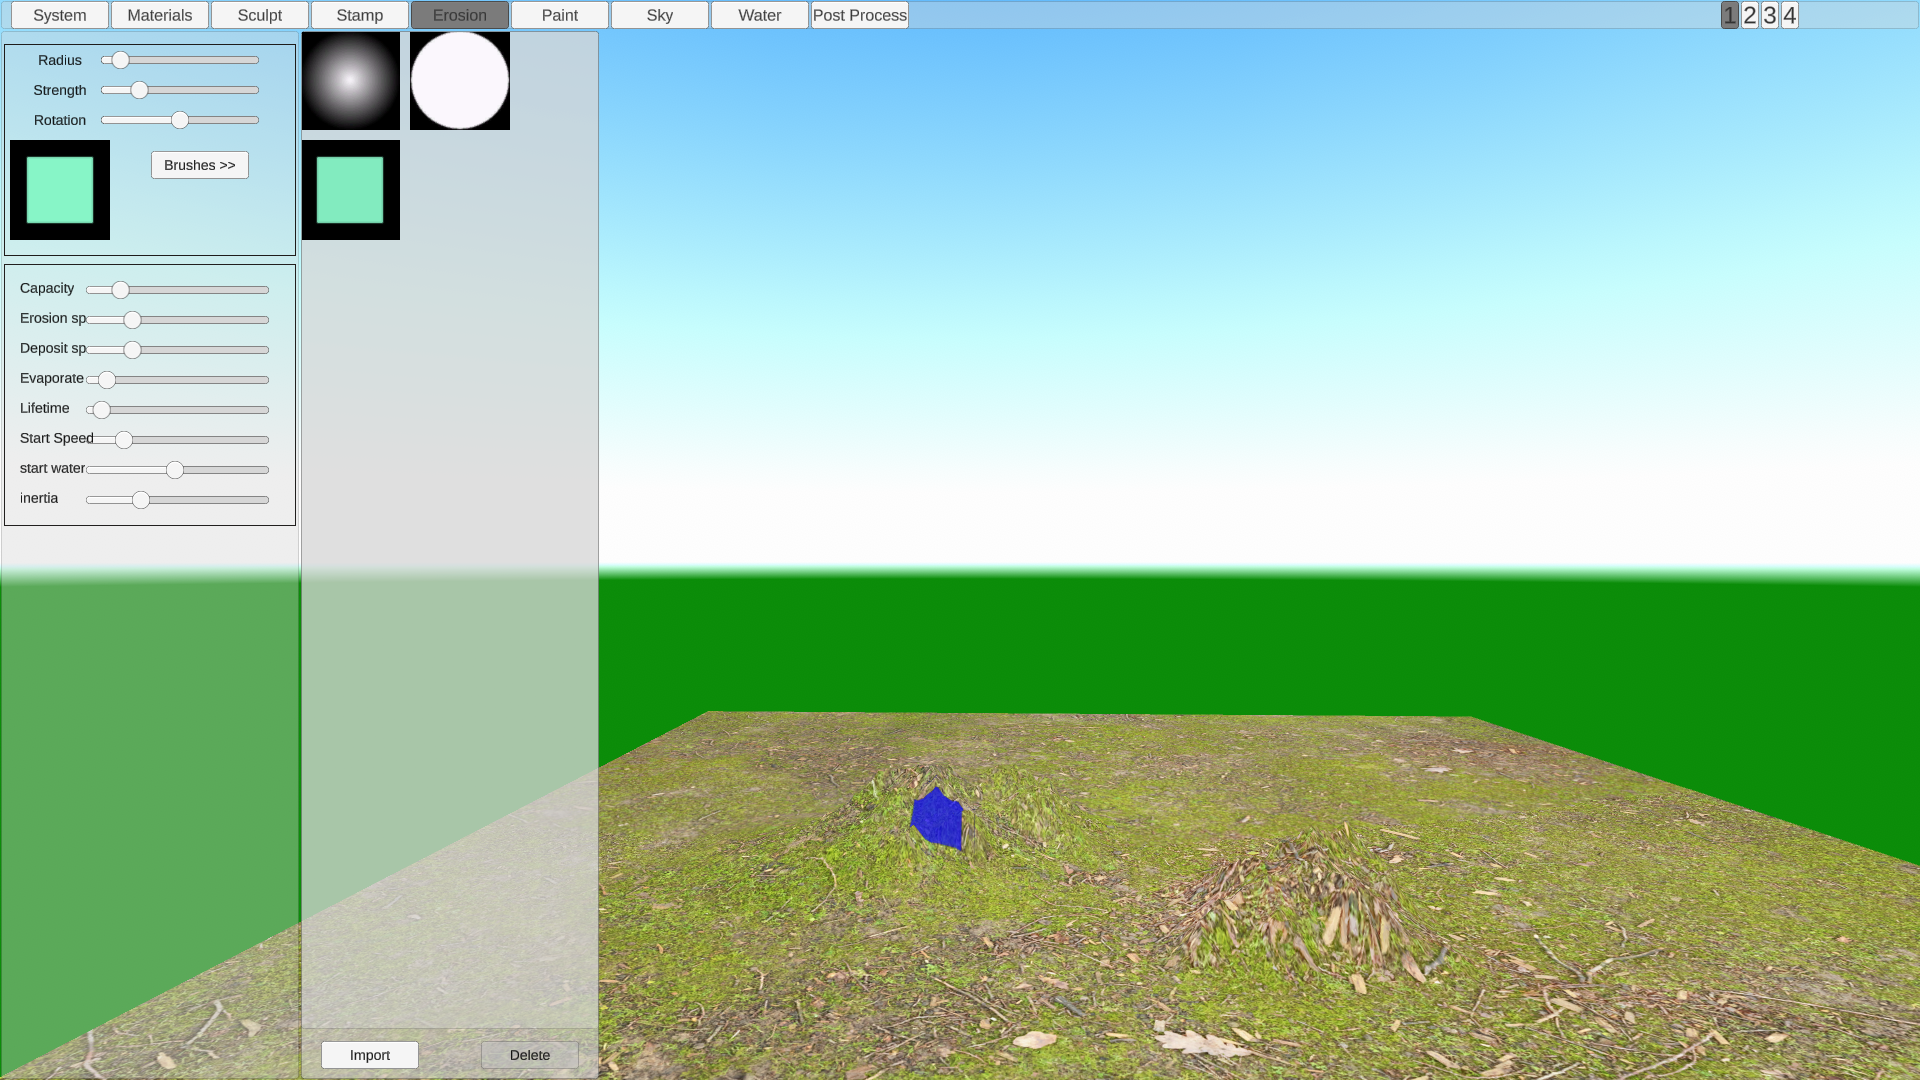 System Materials Sculpt Stamp Erosion Paint Sky Water Post Process 1 2 3 4
Radius
Strength
Rotation
Brushes >>
Capacity
Erosion sp
Deposit sp
Evaporate
Lifetime
Start Speed
start water
inertia
Import Delete